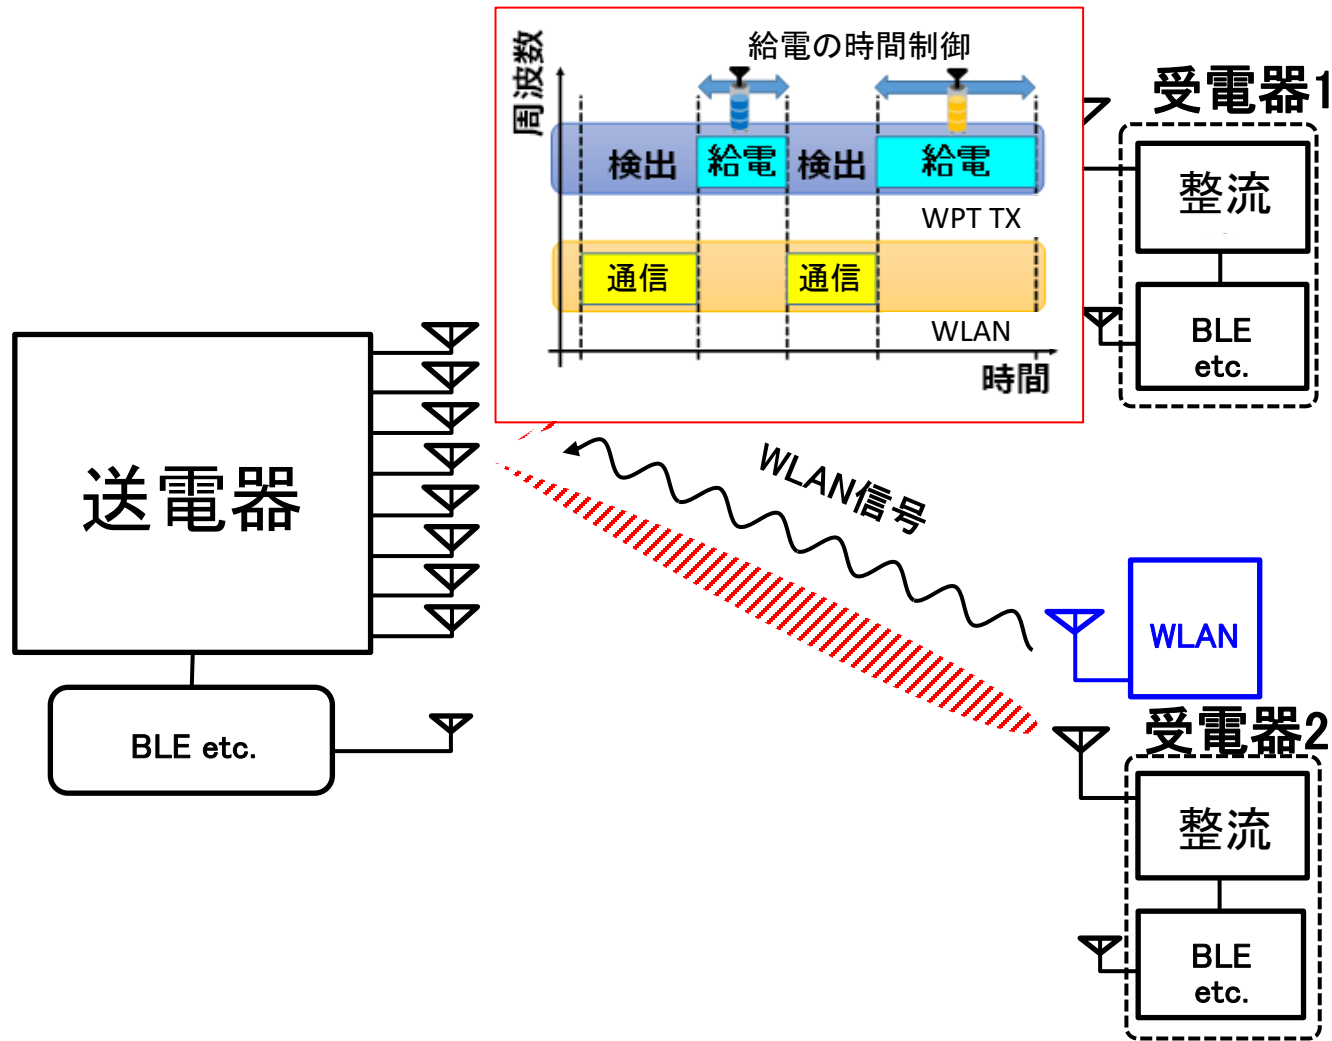 給電の時間制御
周波数
検出
給電
検出
給電
WPT TX
通信
通信
WLAN
時間
受電器1
整流
BLE
etc.
送電器
BLE etc.
WLAN信号
WLAN
受電器2
整流
BLE
etc.